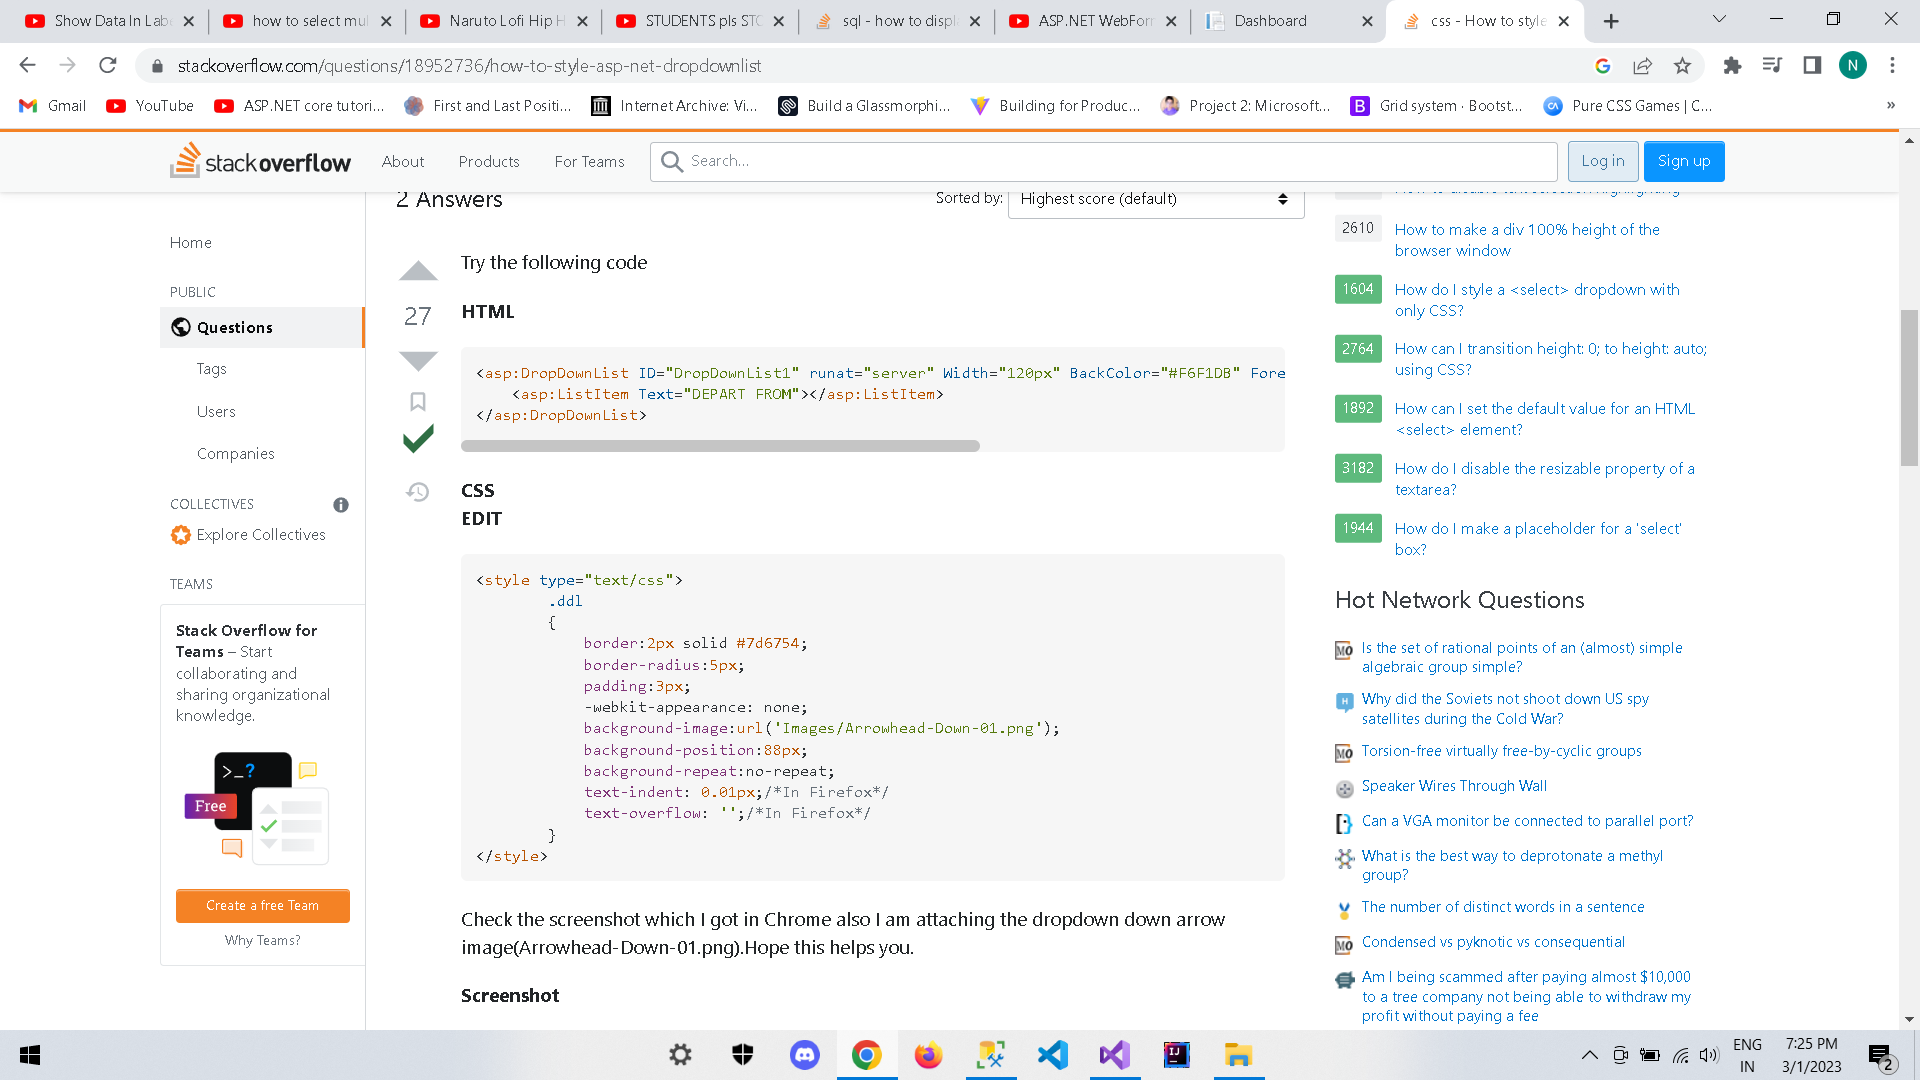 Show Data In Lab
how to select mul
Naruto Lofi Hip H
STUDENTS pls STO
sql - how to displ
ASP.NET WebForm
Dashboard
css - How to style
stackoverflow.com/questions/18952736/how-to-style-asp-net-dropdownlist
N
Gmail
YouTube
ASP.NET core tutori...
First and Last Positi...
Internet Archive: Vi...
Build a Glassmorphi...
Building for Produc...
Project 2: Microsoft...
Grid system · Bootst...
Pure CSS Games | C...
»
stack overflow
About
Products
For Teams
Search...
Log in
Sign up
Home
PUBLIC
Questions
Tags
Users
Companies
COLLECTIVES
Explore Collectives
TEAMS
Stack Overflow for
Teams – Start
collaborating and
sharing organizational
knowledge.
>_?
Free
Create a free Team
Why Teams?
2 Answers
Sorted by:
Highest score (default)
27
Try the following code
HTML
<asp:DropDownList ID="DropDownList1" runat="server" Width="120px" BackColor="#F6F1DB" Fore
<asp:ListItem Text="DEPART FROM"></asp:ListItem>
</asp:DropDownList>
CSS
EDIT
<style type="text/css">
.ddl
{
border:2px solid #7d6754;
border-radius:5px;
padding:3px;
-webkit-appearance: none;
background-image:url('Images/Arrowhead-Down-01.png');
background-position:88px;
background-repeat:no-repeat;
text-indent: 0.01px;/*In Firefox*/
text-overflow: '';/*In Firefox*/
}
</style>
Check the screenshot which I got in Chrome also I am attaching the dropdown down arrow
image(Arrowhead-Down-01.png).Hope this helps you.
Screenshot
2610
How to make a div 100% height of the
browser window
1604
How do I style a <select> dropdown with
only CSS?
2764
How can I transition height: 0; to height: auto;
using CSS?
1892
How can I set the default value for an HTML
<select> element?
3182
How do I disable the resizable property of a
textarea?
1944
How do I make a placeholder for a 'select'
box?
Hot Network Questions
Is the set of rational points of an (almost) simple
algebraic group simple?
Why did the Soviets not shoot down US spy
satellites during the Cold War?
Torsion-free virtually free-by-cyclic groups
Speaker Wires Through Wall
Can a VGA monitor be connected to parallel port?
What is the best way to deprotonate a methyl
group?
The number of distinct words in a sentence
Condensed vs pyknotic vs consequential
Am I being scammed after paying almost $10,000
to a tree company not being able to withdraw my
profit without paying a fee
ENG
IN
7:25 PM
3/1/2023
2